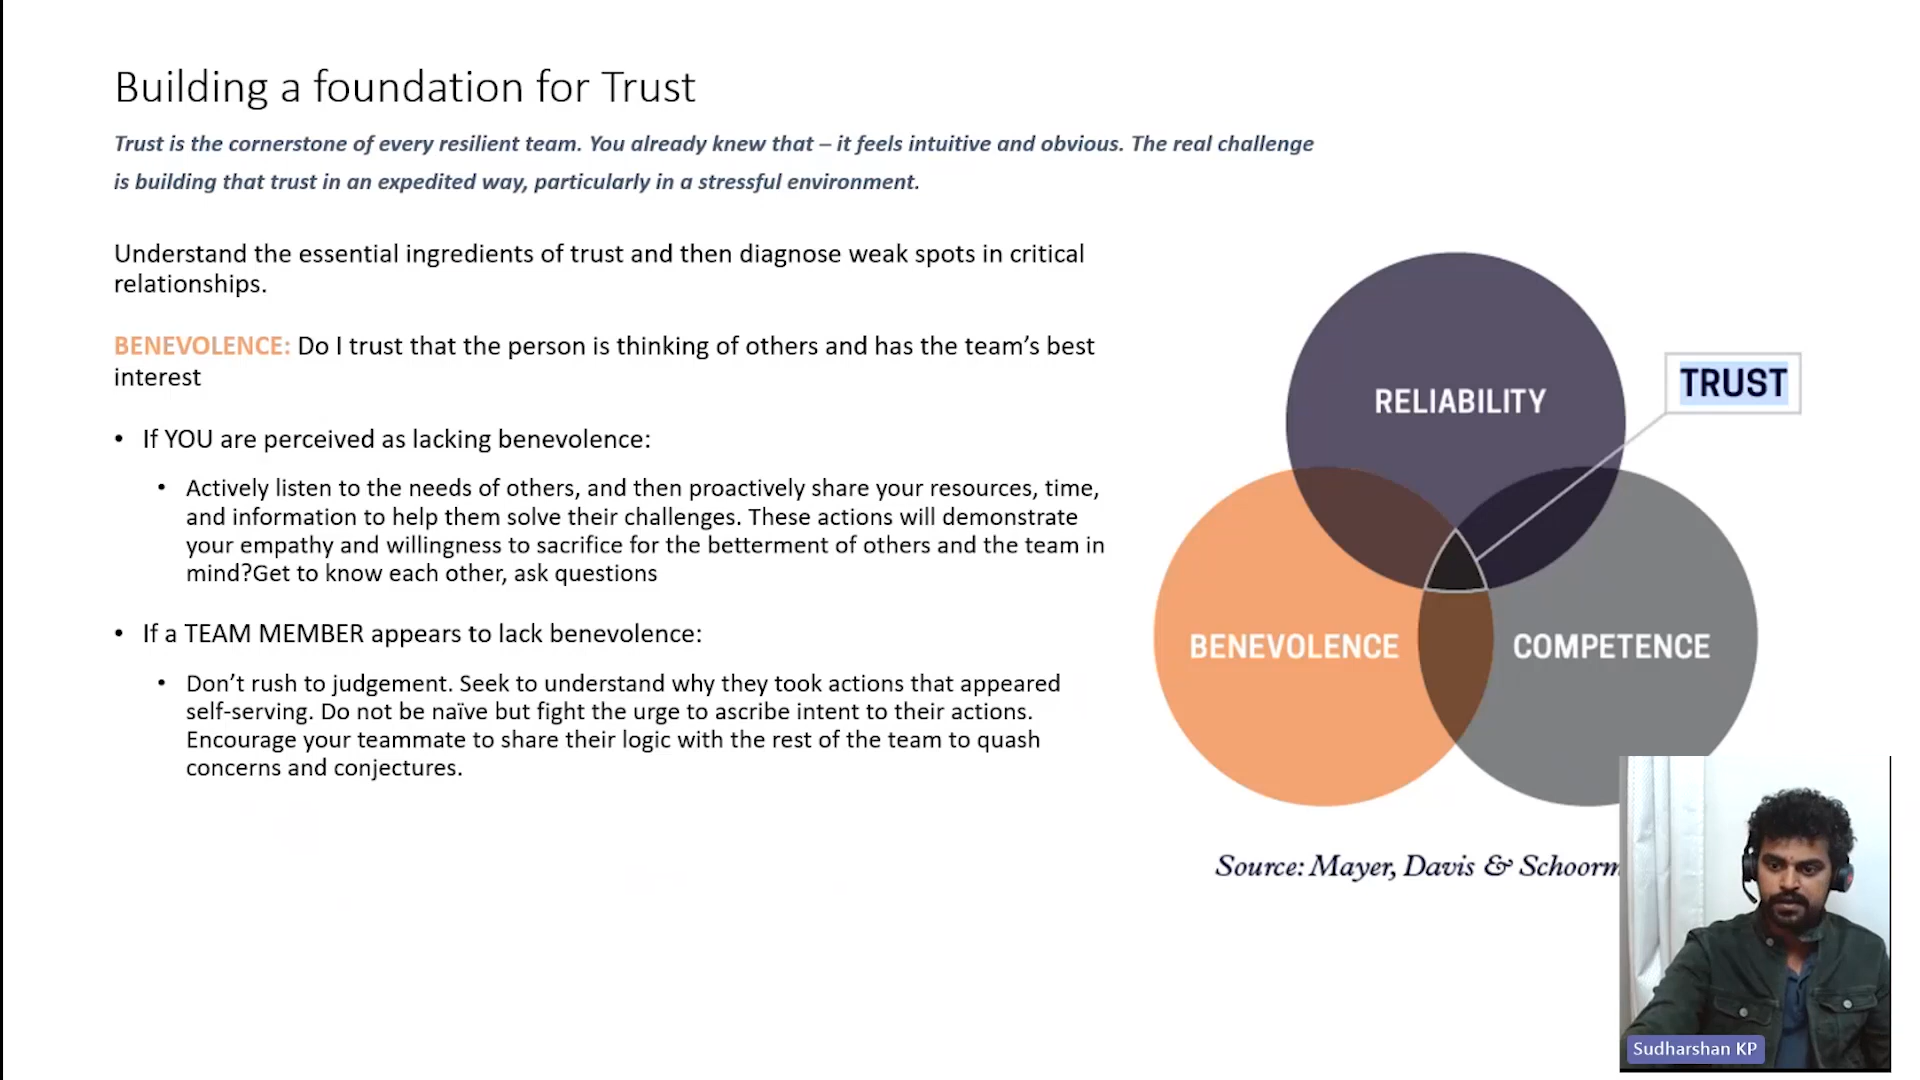 Building a foundation for Trust
Trust is the cornerstone of every resilient team. You already knew that – it feels intuitive and obvious. The real challenge
is building that trust in an expedited way, particularly in a stressful environment.
Understand the essential ingredients of trust and then diagnose weak spots in critical
relationships.
BENEVOLENCE: Do I trust that the person is thinking of others and has the team’s best
interest
• If YOU are perceived as lacking benevolence:
• Actively listen to the needs of others, and then proactively share your resources, time,
and information to help them solve their challenges. These actions will demonstrate
your empathy and willingness to sacrifice for the betterment of others and the team in
mind?Get to know each other, ask questions
• If a TEAM MEMBER appears to lack benevolence:
• Don’t rush to judgement. Seek to understand why they took actions that appeared
self-serving. Do not be naïve but fight the urge to ascribe intent to their actions.
Encourage your teammate to share their logic with the rest of the team to quash
concerns and conjectures.
RELIABILITY
TRUST
BENEVOLENCE
COMPETENCE
Source: Mayer, Davis & Schoorm
Sudharshan KP